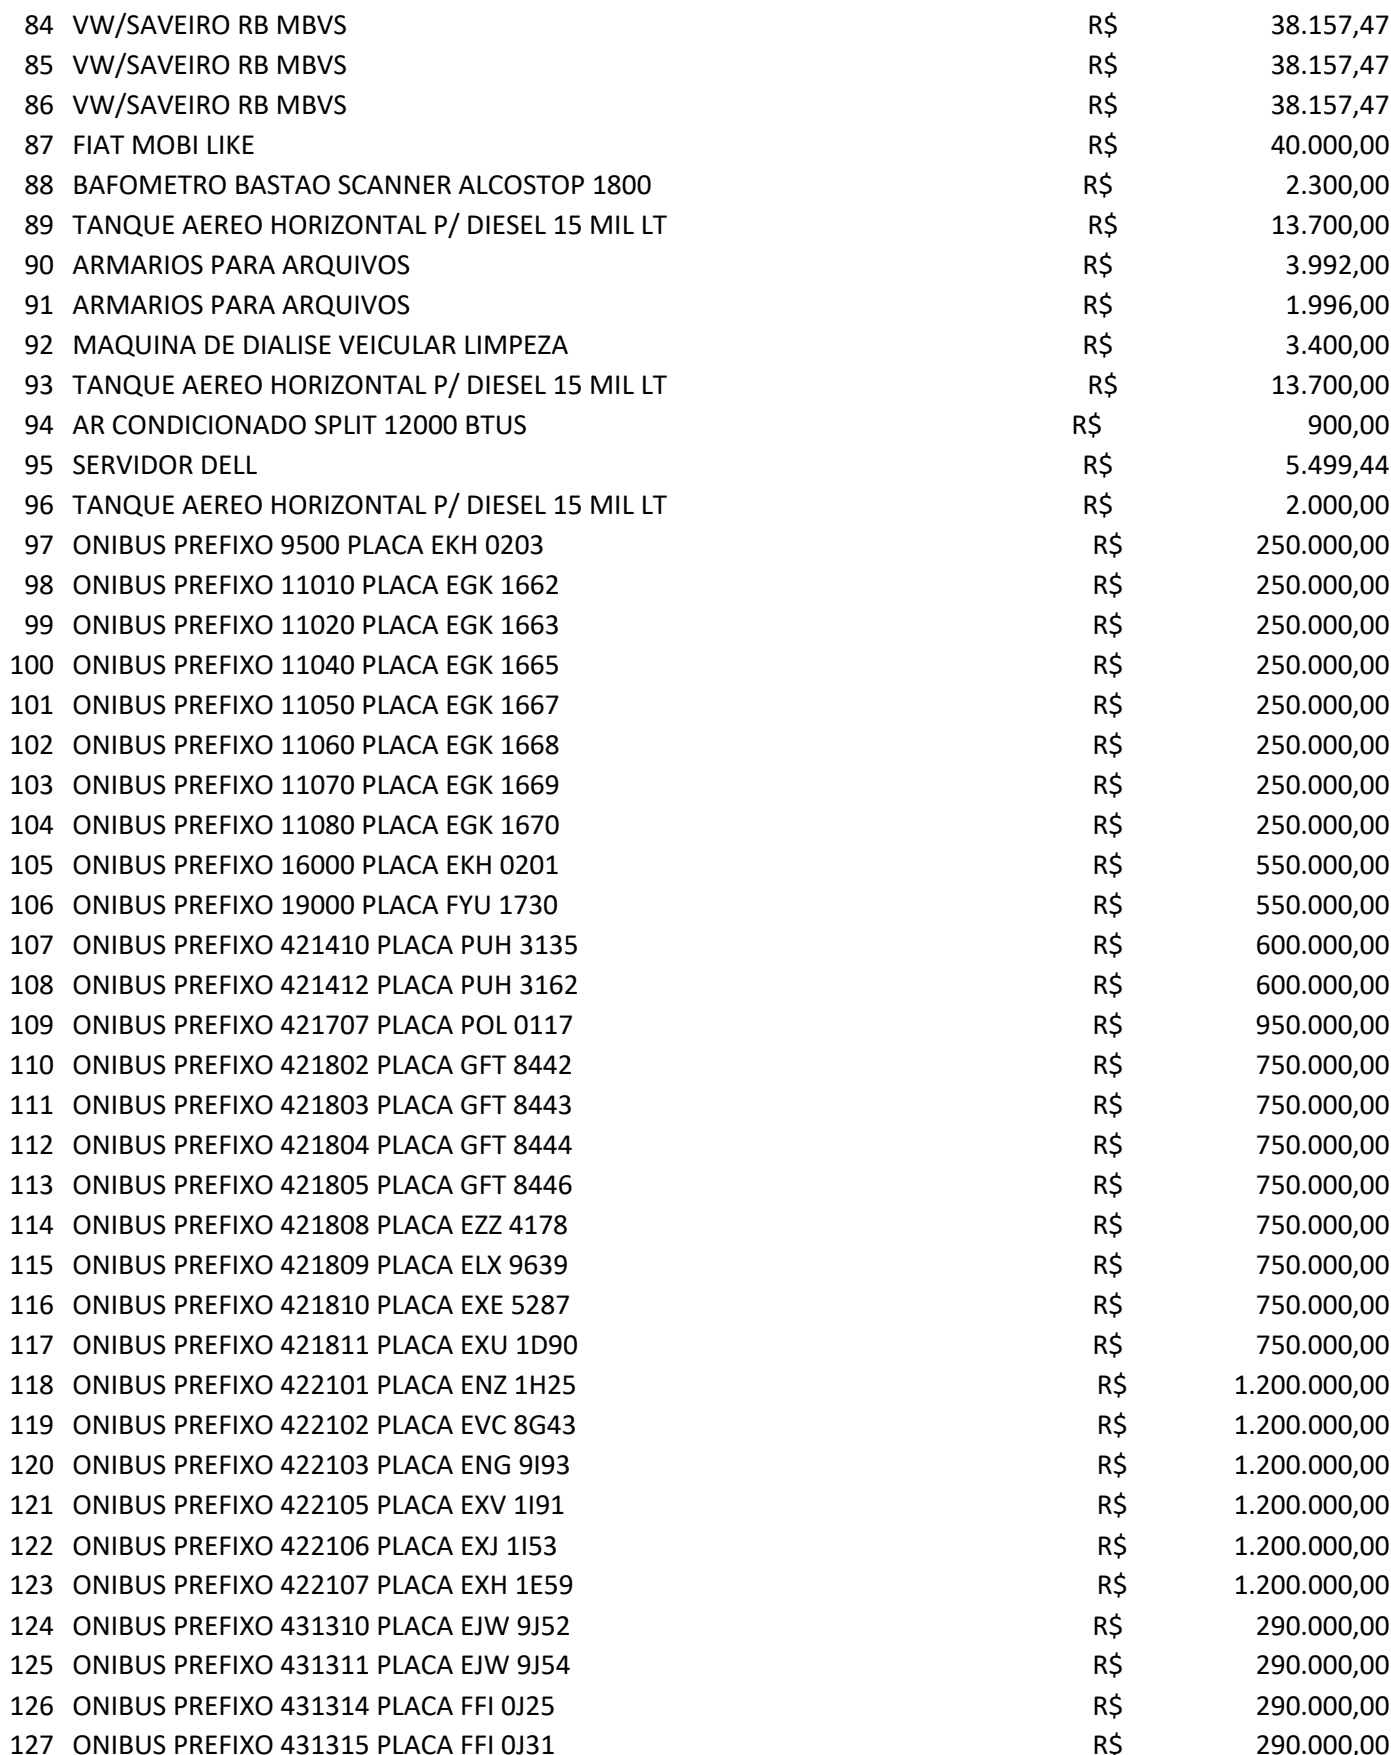 84 VW/SAVEIRO RB MBVS R$ 38.157,47
85 VW/SAVEIRO RB MBVS R$ 38.157,47
86 VW/SAVEIRO RB MBVS R$ 38.157,47
87 FIAT MOBI LIKE R$ 40.000,00
88 BAFOMETRO BASTAO SCANNER ALCOSTOP 1800 R$ 2.300,00
89 TANQUE AEREO HORIZONTAL P/ DIESEL 15 MIL LT R$ 13.700,00
90 ARMARIOS PARA ARQUIVOS R$ 3.992,00
91 ARMARIOS PARA ARQUIVOS R$ 1.996,00
92 MAQUINA DE DIALISE VEICULAR LIMPEZA R$ 3.400,00
93 TANQUE AEREO HORIZONTAL P/ DIESEL 15 MIL LT R$ 13.700,00
94 AR CONDICIONADO SPLIT 12000 BTUS R$ 900,00
95 SERVIDOR DELL R$ 5.499,44
96 TANQUE AEREO HORIZONTAL P/ DIESEL 15 MIL LT R$ 2.000,00
97 ONIBUS PREFIXO 9500 PLACA EKH 0203 R$ 250.000,00
98 ONIBUS PREFIXO 11010 PLACA EGK 1662 R$ 250.000,00
99 ONIBUS PREFIXO 11020 PLACA EGK 1663 R$ 250.000,00
100 ONIBUS PREFIXO 11040 PLACA EGK 1665 R$ 250.000,00
101 ONIBUS PREFIXO 11050 PLACA EGK 1667 R$ 250.000,00
102 ONIBUS PREFIXO 11060 PLACA EGK 1668 R$ 250.000,00
103 ONIBUS PREFIXO 11070 PLACA EGK 1669 R$ 250.000,00
104 ONIBUS PREFIXO 11080 PLACA EGK 1670 R$ 250.000,00
105 ONIBUS PREFIXO 16000 PLACA EKH 0201 R$ 550.000,00
106 ONIBUS PREFIXO 19000 PLACA FYU 1730 R$ 550.000,00
107 ONIBUS PREFIXO 421410 PLACA PUH 3135 R$ 600.000,00
108 ONIBUS PREFIXO 421412 PLACA PUH 3162 R$ 600.000,00
109 ONIBUS PREFIXO 421707 PLACA POL 0117 R$ 950.000,00
110 ONIBUS PREFIXO 421802 PLACA GFT 8442 R$ 750.000,00
111 ONIBUS PREFIXO 421803 PLACA GFT 8443 R$ 750.000,00
112 ONIBUS PREFIXO 421804 PLACA GFT 8444 R$ 750.000,00
113 ONIBUS PREFIXO 421805 PLACA GFT 8446 R$ 750.000,00
114 ONIBUS PREFIXO 421808 PLACA EZZ 4178 R$ 750.000,00
115 ONIBUS PREFIXO 421809 PLACA ELX 9639 R$ 750.000,00
116 ONIBUS PREFIXO 421810 PLACA EXE 5287 R$ 750.000,00
117 ONIBUS PREFIXO 421811 PLACA EXU 1D90 R$ 750.000,00
118 ONIBUS PREFIXO 422101 PLACA ENZ 1H25 R$ 1.200.000,00
119 ONIBUS PREFIXO 422102 PLACA EVC 8G43 R$ 1.200.000,00
120 ONIBUS PREFIXO 422103 PLACA ENG 9I93 R$ 1.200.000,00
121 ONIBUS PREFIXO 422105 PLACA EXV 1I91 R$ 1.200.000,00
122 ONIBUS PREFIXO 422106 PLACA EXJ 1I53 R$ 1.200.000,00
123 ONIBUS PREFIXO 422107 PLACA EXH 1E59 R$ 1.200.000,00
124 ONIBUS PREFIXO 431310 PLACA EJW 9J52 R$ 290.000,00
125 ONIBUS PREFIXO 431311 PLACA EJW 9J54 R$ 290.000,00
126 ONIBUS PREFIXO 431314 PLACA FFI 0J25 R$ 290.000,00
127 ONIBUS PREFIXO 431315 PLACA FFI 0J31 R$ 290.000,00